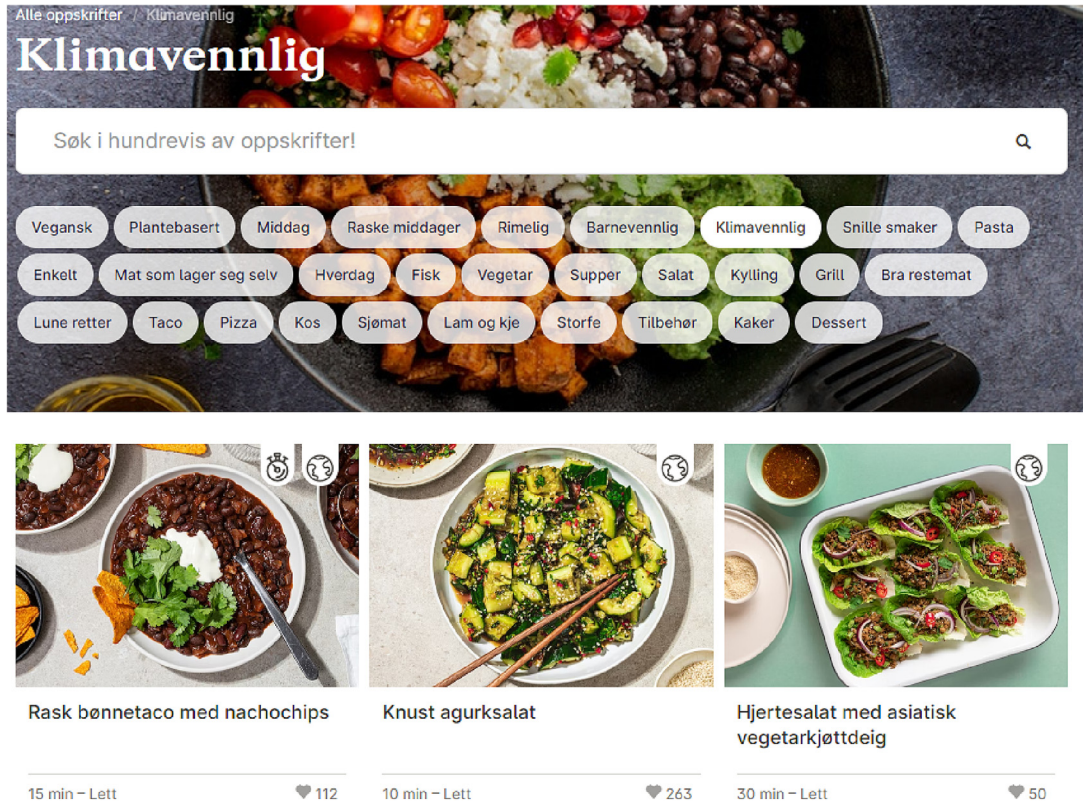 Alle oppskrifter / Klimavennlig
Klimavennlig
Søk i hundrevis av oppskrifter!
Vegansk Plantebasert Middag Raske middager Rimelig Barnevennlig Klimavennlig Snille smaker Pasta
Enkelt Mat som lager seg selv Hverdag Fisk Vegetar Supper Salat Kylling Grill Bra restemat
Lune retter Taco Pizza Kos Sjømat Lam og kje Storfe Tilbehør Kaker Dessert
Rask bønnetaco med nachochips
15 min – Lett 112
Knust agurksalat
10 min – Lett 263
Hjertesalat med asiatisk
vegetarkjøttdeig
30 min – Lett 50